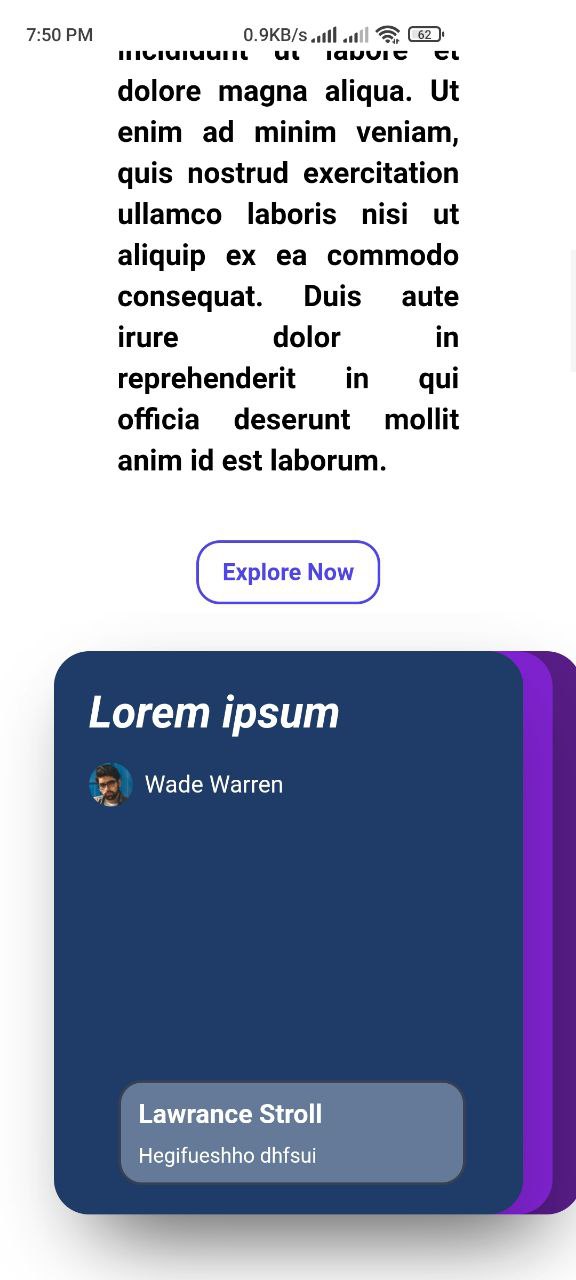 7:50 PM 0.9KB/s 62
incididunt ut labore et
dolore magna aliqua. Ut
enim ad minim veniam,
quis nostrud exercitation
ullamco laboris nisi ut
aliquip ex ea commodo
consequat. Duis aute
irure dolor in
reprehenderit in qui
officia deserunt mollit
anim id est laborum.
Explore Now
Lorem ipsum
Wade Warren
Lawrance Stroll
Hegifueshho dhfsui